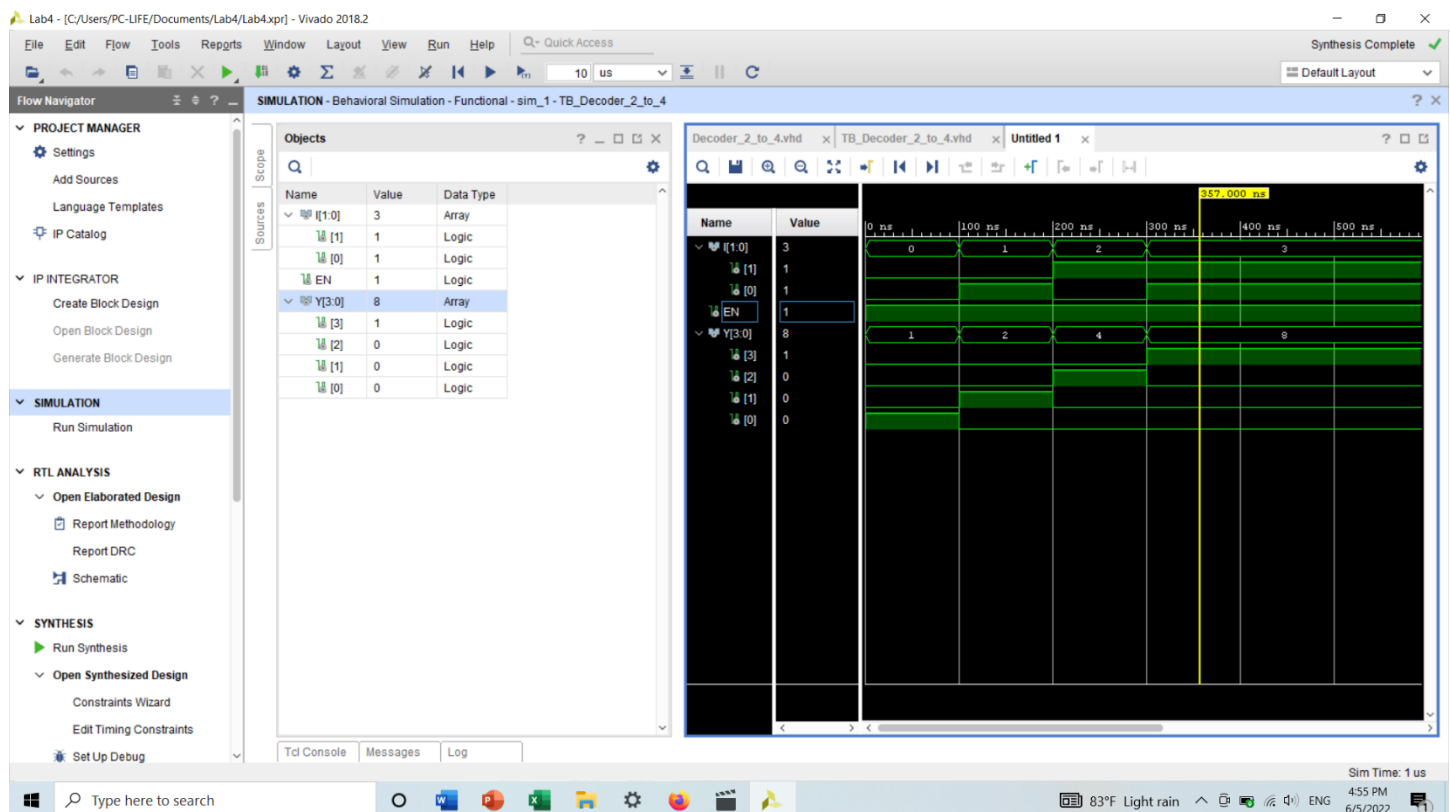 Lab4 - [C:/Users/PC-LIFE/Documents/Lab4/Lab4.xpr] - Vivado 2018.2
File Edit Flow Tools Reports Window Layout View Run Help Q- Quick Access Synthesis Complete
10 us Default Layout
Flow Navigator
PROJECT MANAGER
Settings
Add Sources
Language Templates
IP Catalog
IP INTEGRATOR
Create Block Design
Open Block Design
Generate Block Design
SIMULATION
Run Simulation
RTL ANALYSIS
Open Elaborated Design
Report Methodology
Report DRC
Schematic
SYNTHESIS
Run Synthesis
Open Synthesized Design
Constraints Wizard
Edit Timing Constraints
Set Up Debug
SIMULATION - Behavioral Simulation - Functional - sim_1 - TB_Decoder_2_to_4
Scope
Sources
Objects
Name Value Data Type
I[1:0] 3 Array
[1] 1 Logic
[0] 1 Logic
EN 1 Logic
Y[3:0] 8 Array
[3] 1 Logic
[2] 0 Logic
[1] 0 Logic
[0] 0 Logic
Tcl Console Messages Log
Decoder_2_to_4.vhd TB_Decoder_2_to_4.vhd Untitled 1
357.000 ns
Name Value 0 ns 100 ns 200 ns 300 ns 400 ns 500 ns
I[1:0] 3 0 1 2 3
[1] 1
[0] 1
EN 1
Y[3:0] 8 1 2 4 8
[3] 1
[2] 0
[1] 0
[0] 0
Sim Time: 1 us
Type here to search
83°F Light rain ENG
4:55 PM
6/5/2022
1